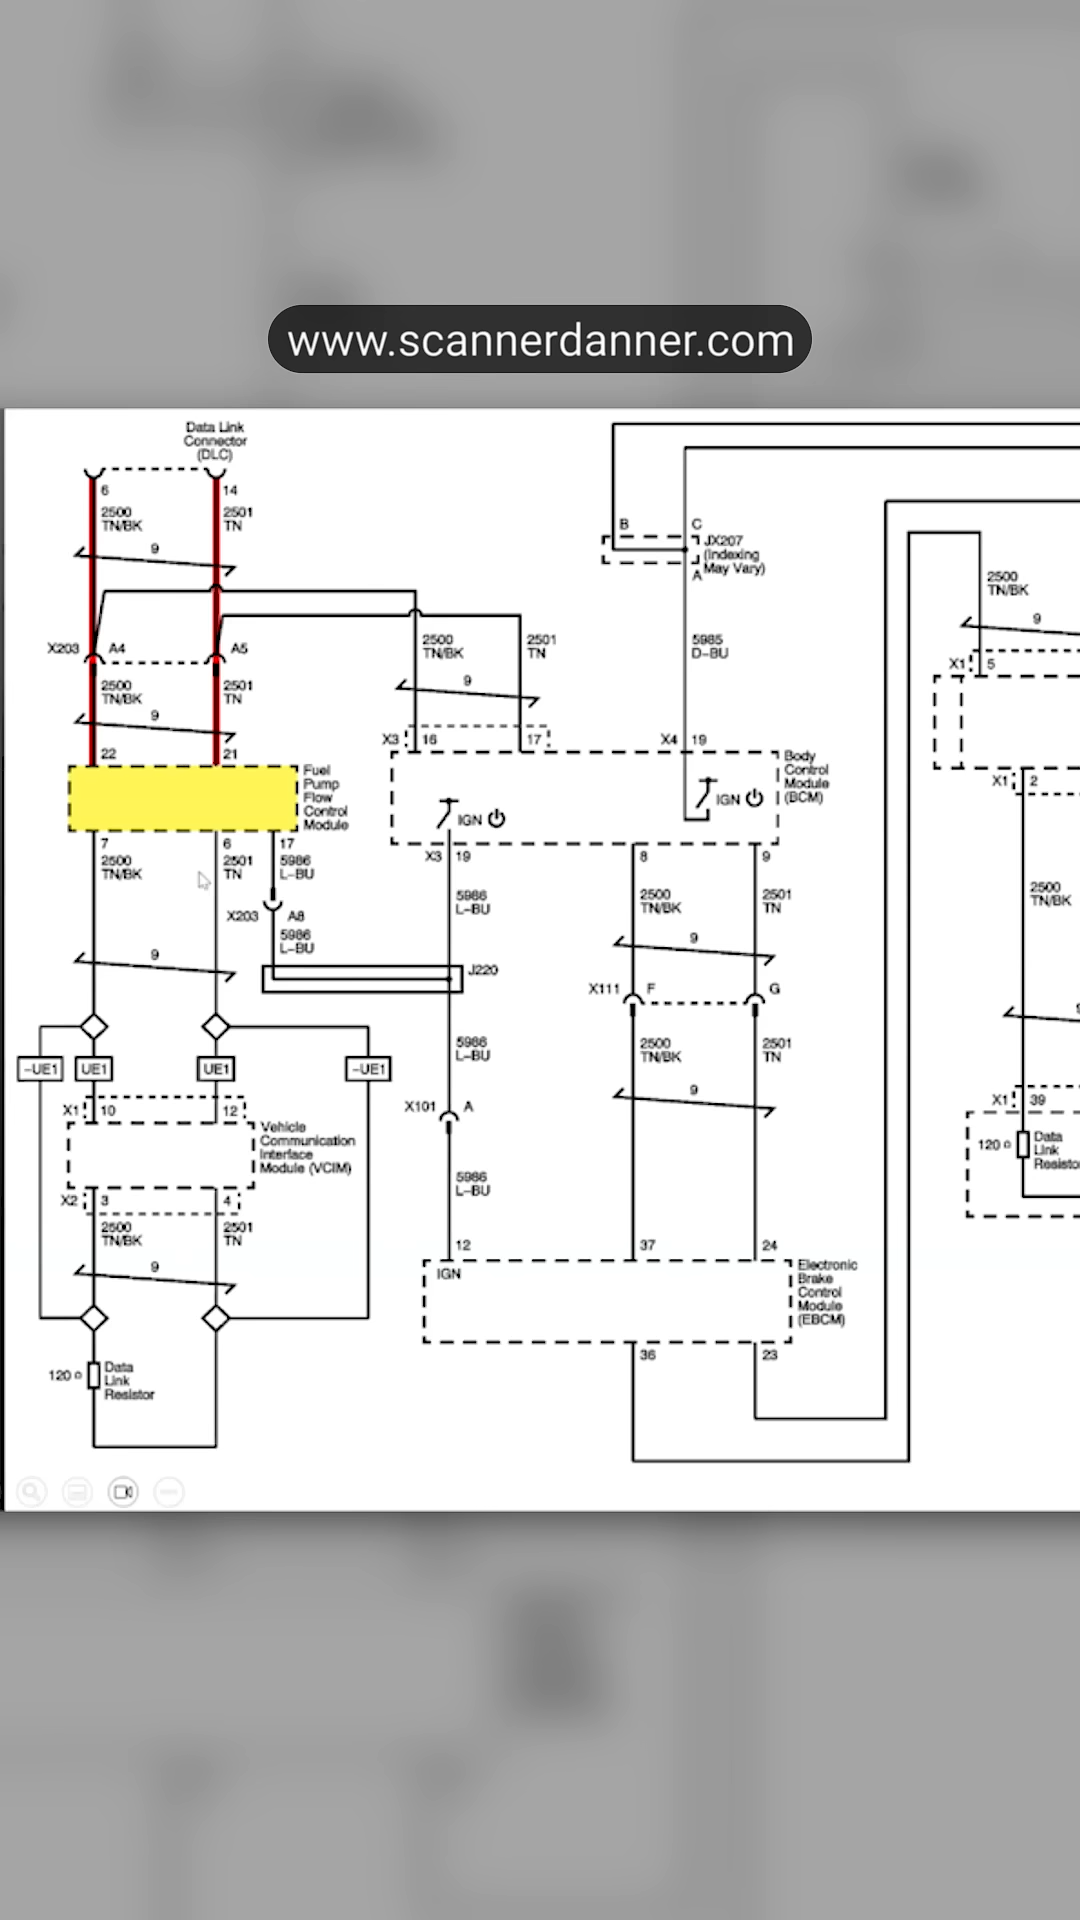 www.scannerdanner.com
Data Link
Connector
(DLC)
6
14
2500
TN/BK
2501
TN
9
X203
A4
A5
2500
TN/BK
2501
TN
9
22
21
Fuel
Pump
Flow
Control
Module
7
2500
TN/BK
6
2501
TN
17
5986
L-BU
X203
A8
5986
L-BU
9
J220
-UE1
UE1
UE1
-UE1
X1
10
12
Vehicle
Communication
Interface
Module (VCIM)
X2
3
4
2500
TN/BK
2501
TN
9
120
Data
Link
Resistor
2500
TN/BK
2501
TN
9
X3
16
17
B
C
JX207
(Indexing
May Vary)
A
5985
D-BU
X4
19
Body
Control
Module
(BCM)
IGN
IGN
X3
19
5986
L-BU
5986
L-BU
X101
A
5986
L-BU
12
IGN
8
9
2500
TN/BK
2501
TN
9
X111
F
G
2500
TN/BK
2501
TN
9
37
24
Electronic
Brake
Control
Module
(EBCM)
36
23
2500
TN/BK
9
X1
5
X1
2
2500
TN/BK
X1
39
120
Data
Link